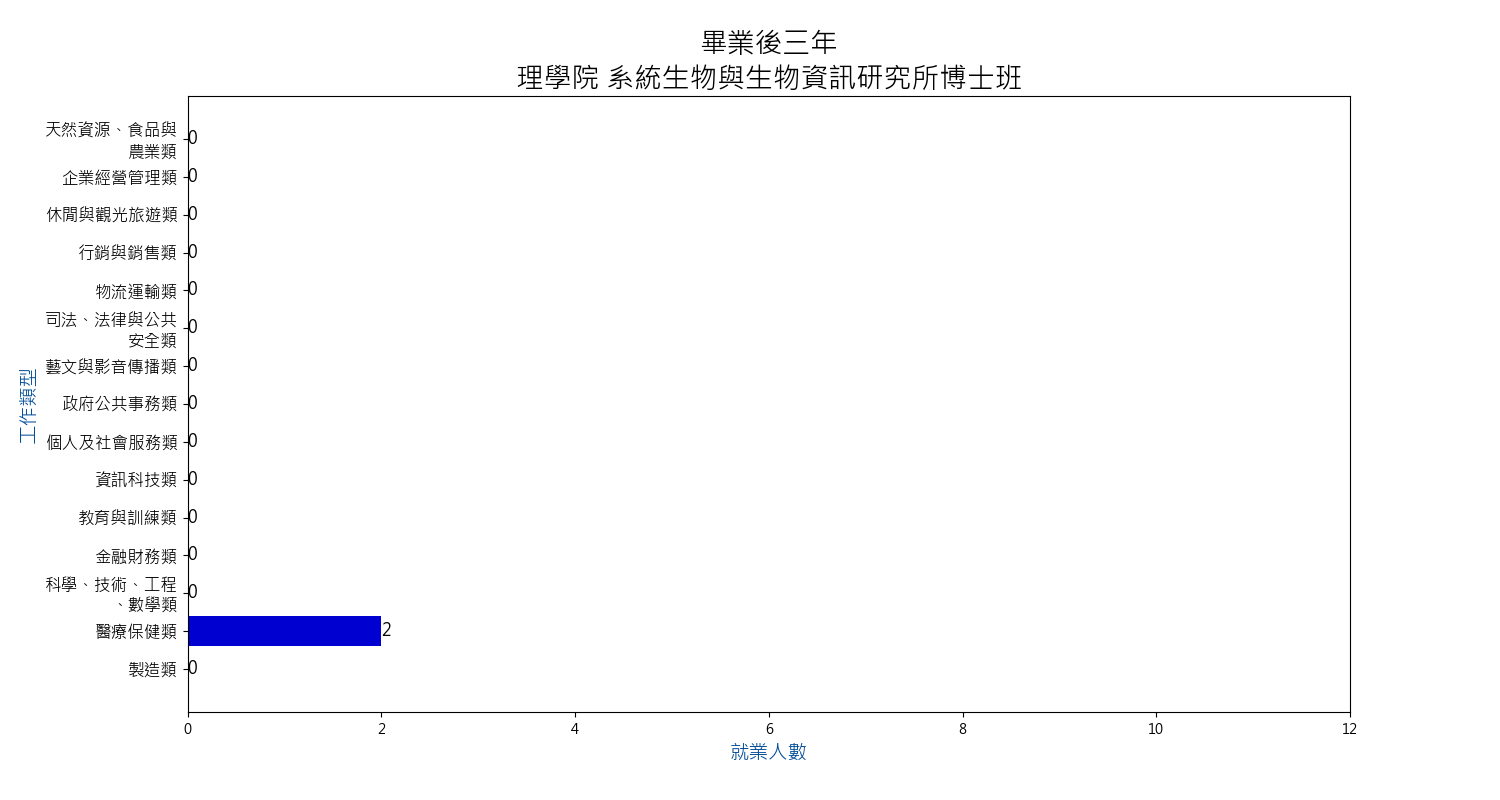 畢業後三年
理學院 系統生物與生物資訊研究所博士班
天然資源、食品與
農業類
0
企業經營管理類
0
休閒與觀光旅遊類
0
行銷與銷售類
0
物流運輸類
0
司法、法律與公共
安全類
0
藝文與影音傳播類
0
政府公共事務類
0
個人及社會服務類
0
資訊科技類
0
教育與訓練類
0
金融財務類
0
科學、技術、工程
、數學類
0
醫療保健類
2
製造類
0
工作類型
0 2 4 6 8 10 12
就業人數